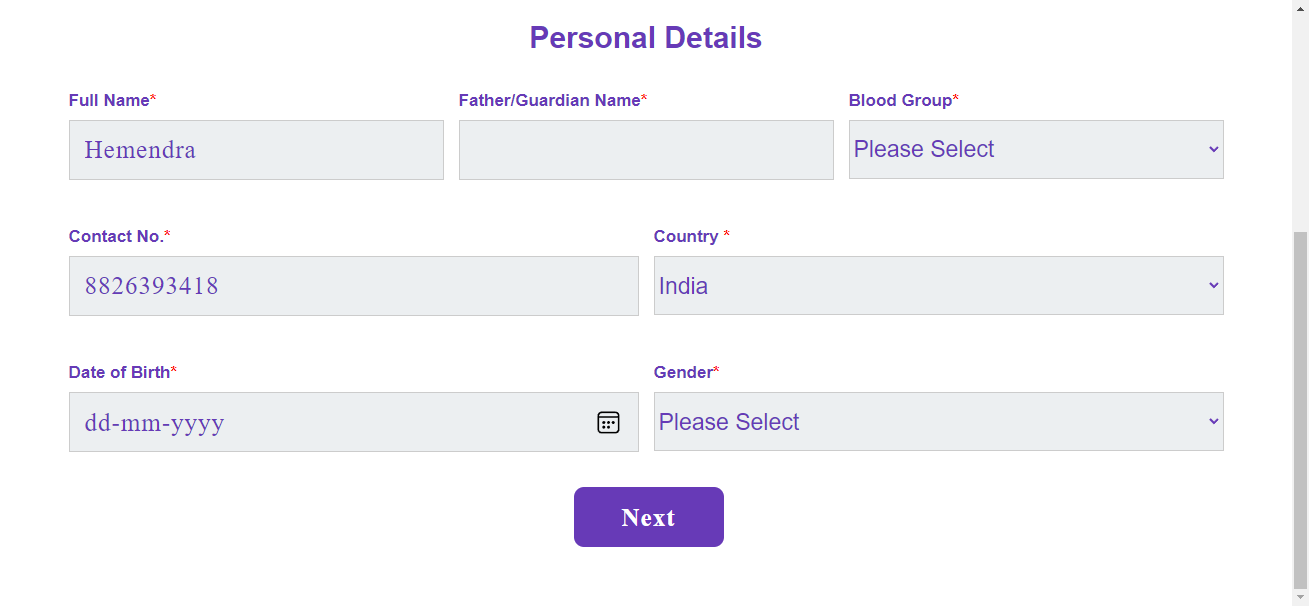 Personal Details
Full Name* Father/Guardian Name* Blood Group*
Hemendra Please Select
Contact No.* Country *
8826393418 India
Date of Birth* Gender*
dd-mm-yyyy Please Select
Next